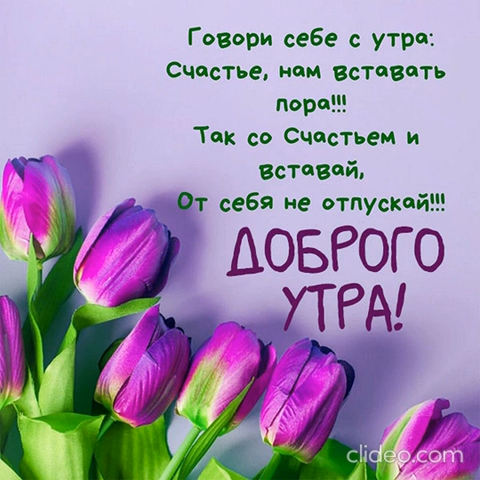 Говори себе с утра:
Счастье, нам вставать
пора!!!
Так со Счастьем и
вставай,
От себя не отпускай!!!
ДОБРОГО
УТРА!
clideo.com